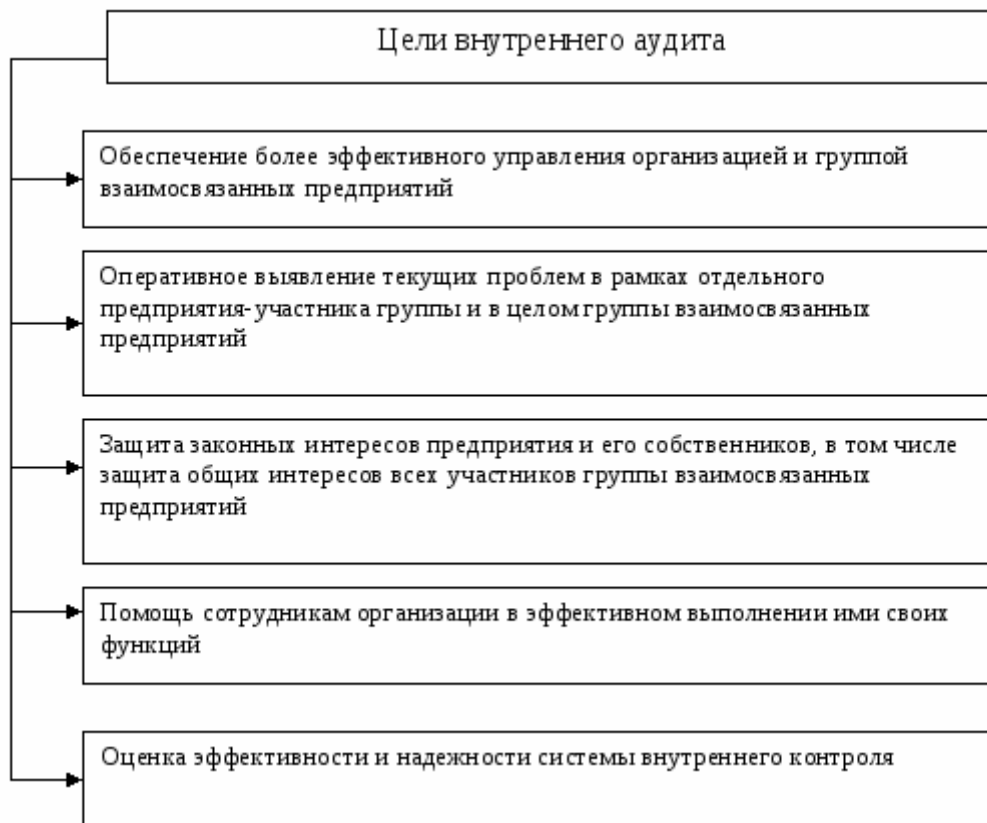 Цели внутреннего аудита
Обеспечение более эффективного управления организацией и группой
взаимосвязанных предприятий
Оперативное выявление текущих проблем в рамках отдельного
предприятия-участника группы и в целом группы взаимосвязанных
предприятий
Защита законных интересов предприятия и его собственников, в том числе
защита общих интересов всех участников группы взаимосвязанных
предприятий
Помощь сотрудникам организации в эффективном выполнении ими своих
функций
Оценка эффективности и надежности системы внутреннего контроля